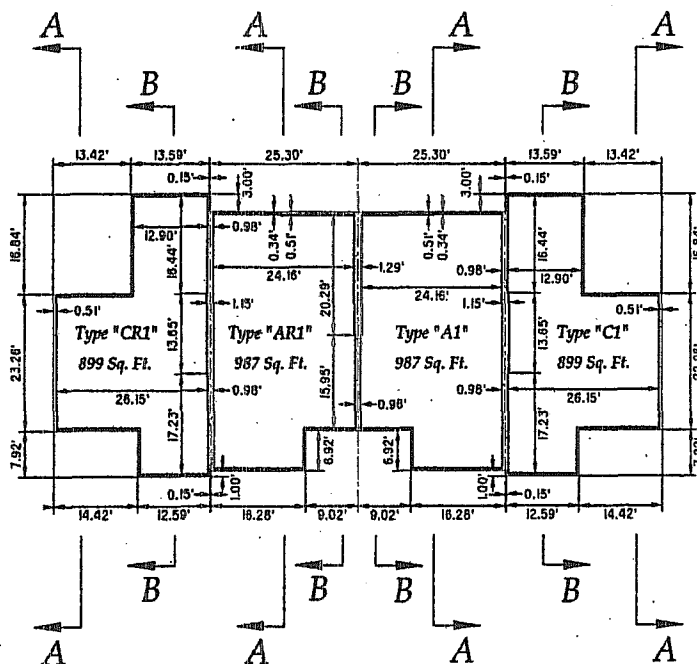 A A A A
B B B B
13.42' 13.59' 25.30' 25.30' 13.59' 13.42'
0.15' 3.00' 3.00' 0.15'
12.90' 0.98' 0.34' 0.51' 0.51' 0.34' 0.98' 12.90'
16.84' 16.44' 24.16' 1.29' 24.16' 16.44' 16.84'
0.51' 1.15' 20.29' 1.15' 0.51'
Type "CR1" Type "AR1" Type "A1" Type "C1"
899 Sq. Ft. 987 Sq. Ft. 987 Sq. Ft. 899 Sq. Ft.
23.26' 13.65' 15.95' 13.65'
26.15' 0.98' 0.98' 0.98' 26.15'
7.92' 17.23' 6.92' 6.92' 17.23'
0.15' 1.00' 1.00' 0.15'
14.42' 12.59' 16.28' 9.02' 9.02' 16.28' 12.59' 14.42'
B B B B
A A A A